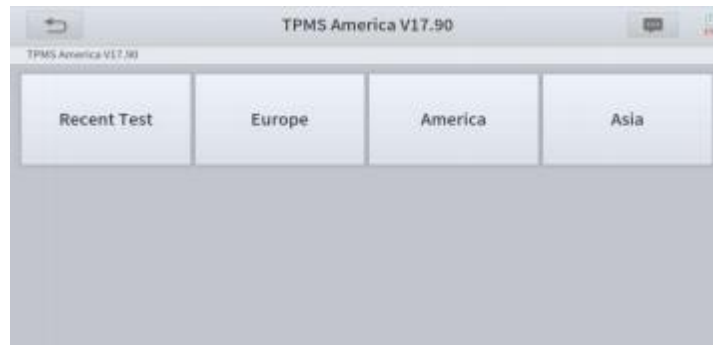 TPMS America V17.90
TPMS America V17.90
Recent Test
Europe
America
Asia